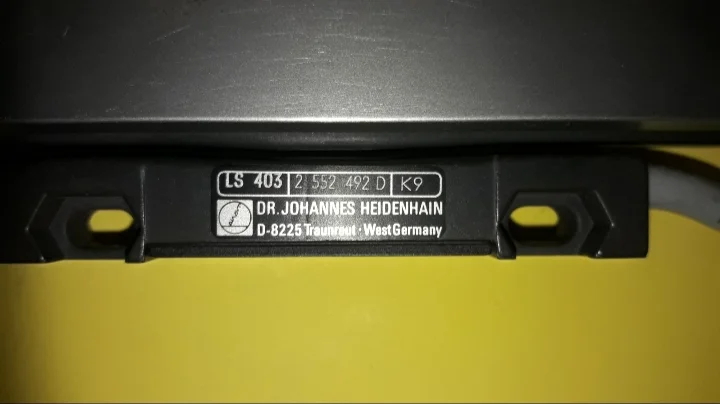 LS 403 2 552 492 D K9
DR. JOHANNES HEIDENHAIN
D-8225 Traunreut · West Germany